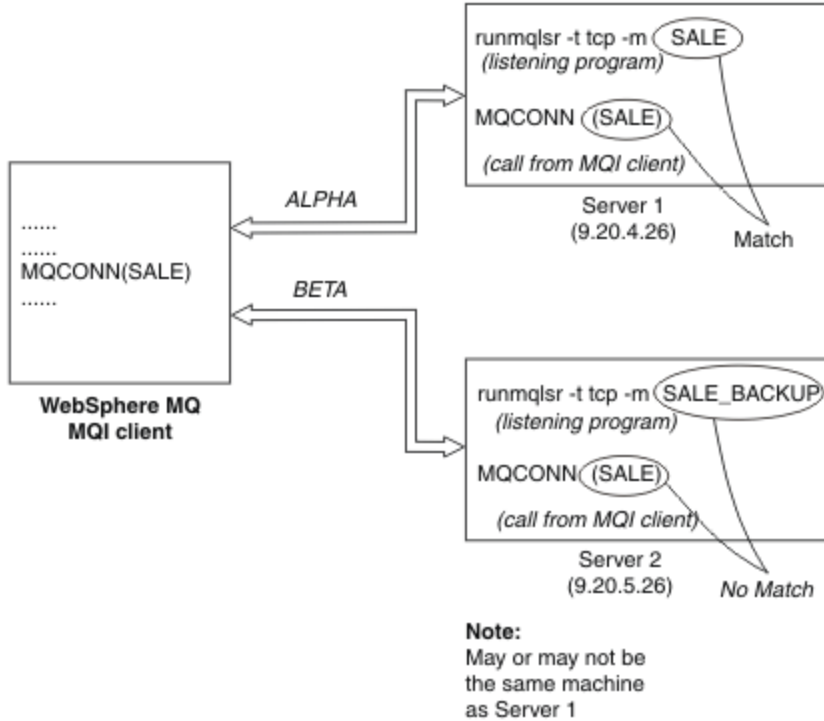 runmqlsr -t tcp -m SALE
(listening program)
MQCONN (SALE)
(call from MQI client)
Server 1
(9.20.4.26)
Match
ALPHA
......
......
MQCONN(SALE)
......
BETA
WebSphere MQ
MQI client
runmqlsr -t tcp -m SALE_BACKUP
(listening program)
MQCONN (SALE)
(call from MQI client)
Server 2
(9.20.5.26)
No Match
Note:
May or may not be
the same machine
as Server 1